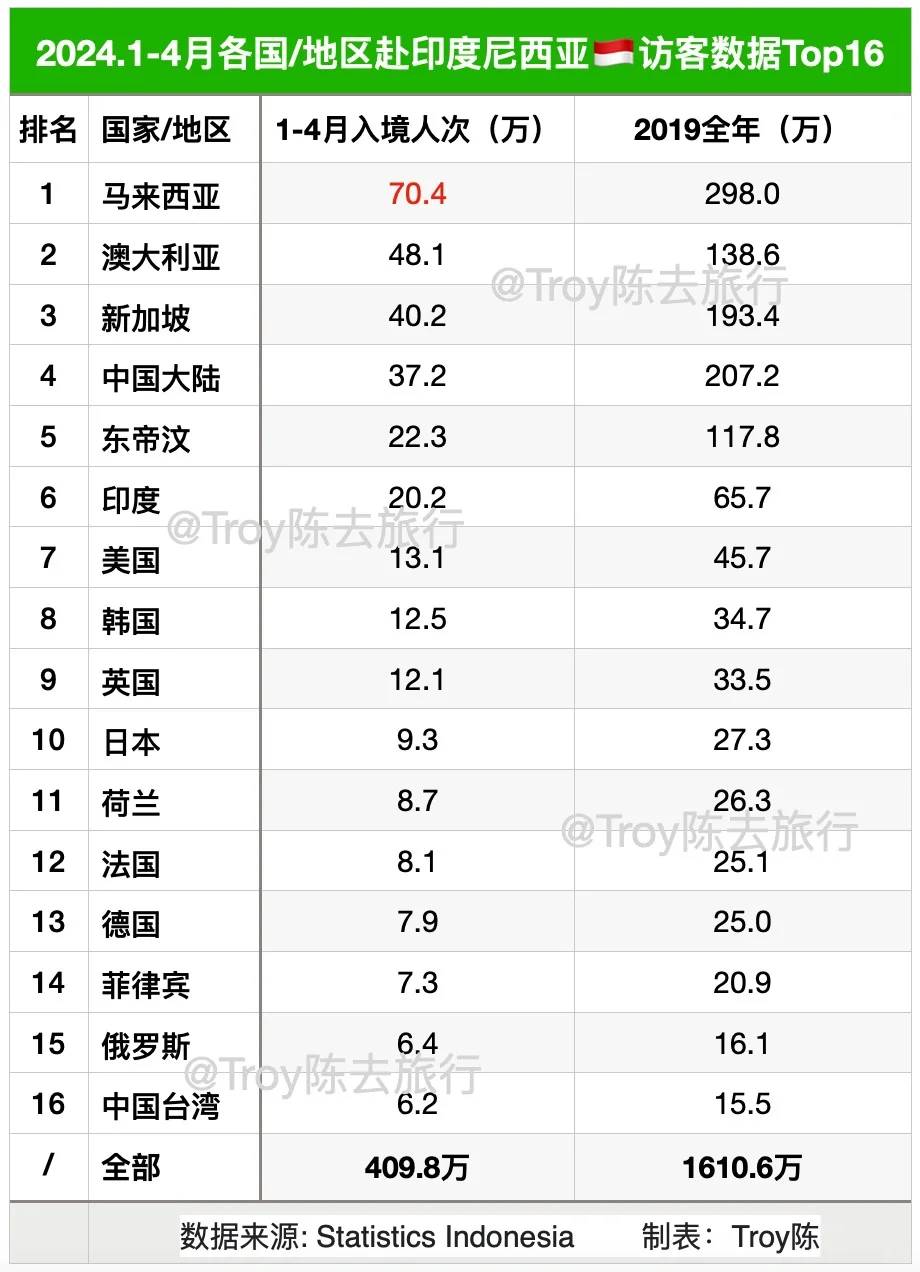 2024.1-4月各国/地区赴印度尼西亚🇮🇩访客数据Top16
排名 国家/地区 1-4月入境人次（万） 2019全年（万）
1 马来西亚 70.4 298.0
2 澳大利亚 48.1 138.6
@Troy陈去旅行
3 新加坡 40.2 193.4
4 中国大陆 37.2 207.2
5 东帝汶 22.3 117.8
6 印度 20.2 65.7
@Troy陈去旅行
7 美国 13.1 45.7
8 韩国 12.5 34.7
9 英国 12.1 33.5
10 日本 9.3 27.3
11 荷兰 8.7 26.3
@Troy陈去旅行
12 法国 8.1 25.1
13 德国 7.9 25.0
14 菲律宾 7.3 20.9
15 俄罗斯 6.4 16.1
@Troy陈去旅行
16 中国台湾 6.2 15.5
/ 全部 409.8万 1610.6万
数据来源: Statistics Indonesia 制表：Troy陈